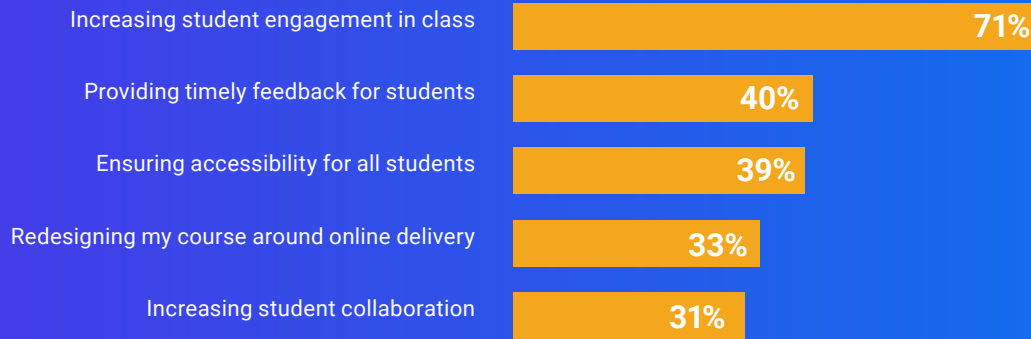 Increasing student engagement in class 71%
Providing timely feedback for students 40%
Ensuring accessibility for all students 39%
Redesigning my course around online delivery 33%
Increasing student collaboration 31%